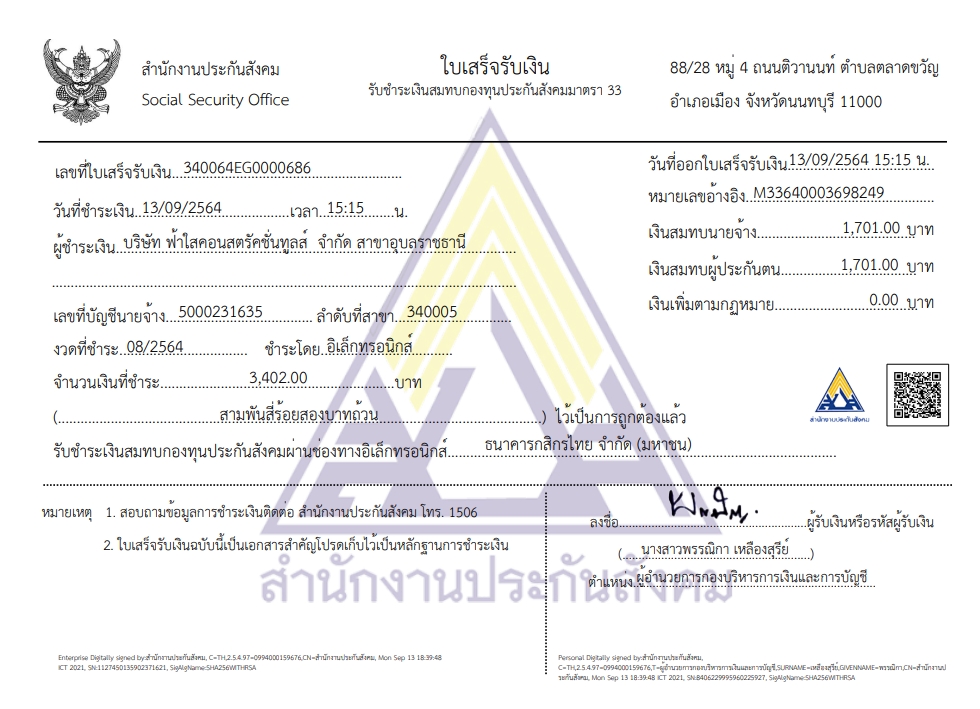 สำนักงานประกันสังคม
Social Security Office
ใบเสร็จรับเงิน
รับชำระเงินสมทบกองทุนประกันสังคมมาตรา 33
88/28 หมู่ 4 ถนนติวานนท์ ตำบลตลาดขวัญ
อำเภอเมือง จังหวัดนนทบุรี 11000
เลขที่ใบเสร็จรับเงิน 340064EG0000686
วันที่ออกใบเสร็จรับเงิน 13/09/2564 15:15 น.
หมายเลขอ้างอิง M33640003698249
วันที่ชำระเงิน 13/09/2564 เวลา 15:15 น.
เงินสมทบนายจ้าง 1,701.00 บาท
ผู้ชำระเงิน บริษัท ฟ้าใสคอนสตรัคชั่นทูลส์ จำกัด สาขาอุบลราชธานี
เงินสมทบผู้ประกันตน 1,701.00 บาท
เงินเพิ่มตามกฎหมาย 0.00 บาท
เลขที่บัญชีนายจ้าง 5000231635 ลำดับที่สาขา 340005
งวดที่ชำระ 08/2564 ชำระโดย อิเล็กทรอนิกส์
จำนวนเงินที่ชำระ 3,402.00 บาท
( สามพันสี่ร้อยสองบาทถ้วน ) ไว้เป็นการถูกต้องแล้ว
สำนักงานประกันสังคม
รับชำระเงินสมทบกองทุนประกันสังคมผ่านช่องทางอิเล็กทรอนิกส์ ธนาคารกสิกรไทย จำกัด (มหาชน)
หมายเหตุ 1. สอบถามข้อมูลการชำระเงินติดต่อ สำนักงานประกันสังคม โทร. 1506
2. ใบเสร็จรับเงินฉบับนี้เป็นเอกสารสำคัญโปรดเก็บไว้เป็นหลักฐานการชำระเงิน
ลงชื่อ ผู้รับเงินหรือรหัสผู้รับเงิน
( นางสาวพรรณิกา เหลืองสุรีย์ )
ตำแหน่ง ผู้อำนวยการกองบริหารการเงินและการบัญชี
สำนักงานประกันสังคม
Enterprise Digitally signed by:สำนักงานประกันสังคม, C=TH,2.5.4.97=0994000159676,CN=สำนักงานประกันสังคม, Mon Sep 13 18:39:48
ICT 2021, SN:1127450135902371621, SigAlgName:SHA256WITHRSA
Personal Digitally signed by:สำนักงานประกันสังคม,
C=TH,2.5.4.97=0994000159676,T=ผู้อำนวยการกองบริหารการเงินและการบัญชี,SURNAME=เหลืองสุรีย์,GIVENNAME=พรรณิกา,CN=สำนักงานป
ระกันสังคม, Mon Sep 13 18:39:48 ICT 2021, SN:8406229995960225927, SigAlgName:SHA256WITHRSA